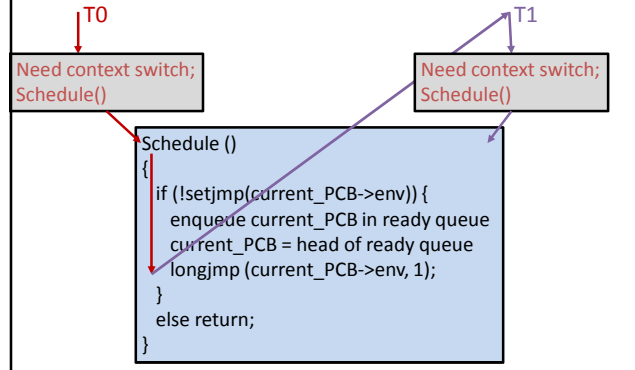 T0
T1
Need context switch;
Schedule()
Need context switch;
Schedule()
Schedule ()
{
if (!setjmp(current_PCB->env)) {
enqueue current_PCB in ready queue
current_PCB = head of ready queue
longjmp (current_PCB->env, 1);
}
else return;
}